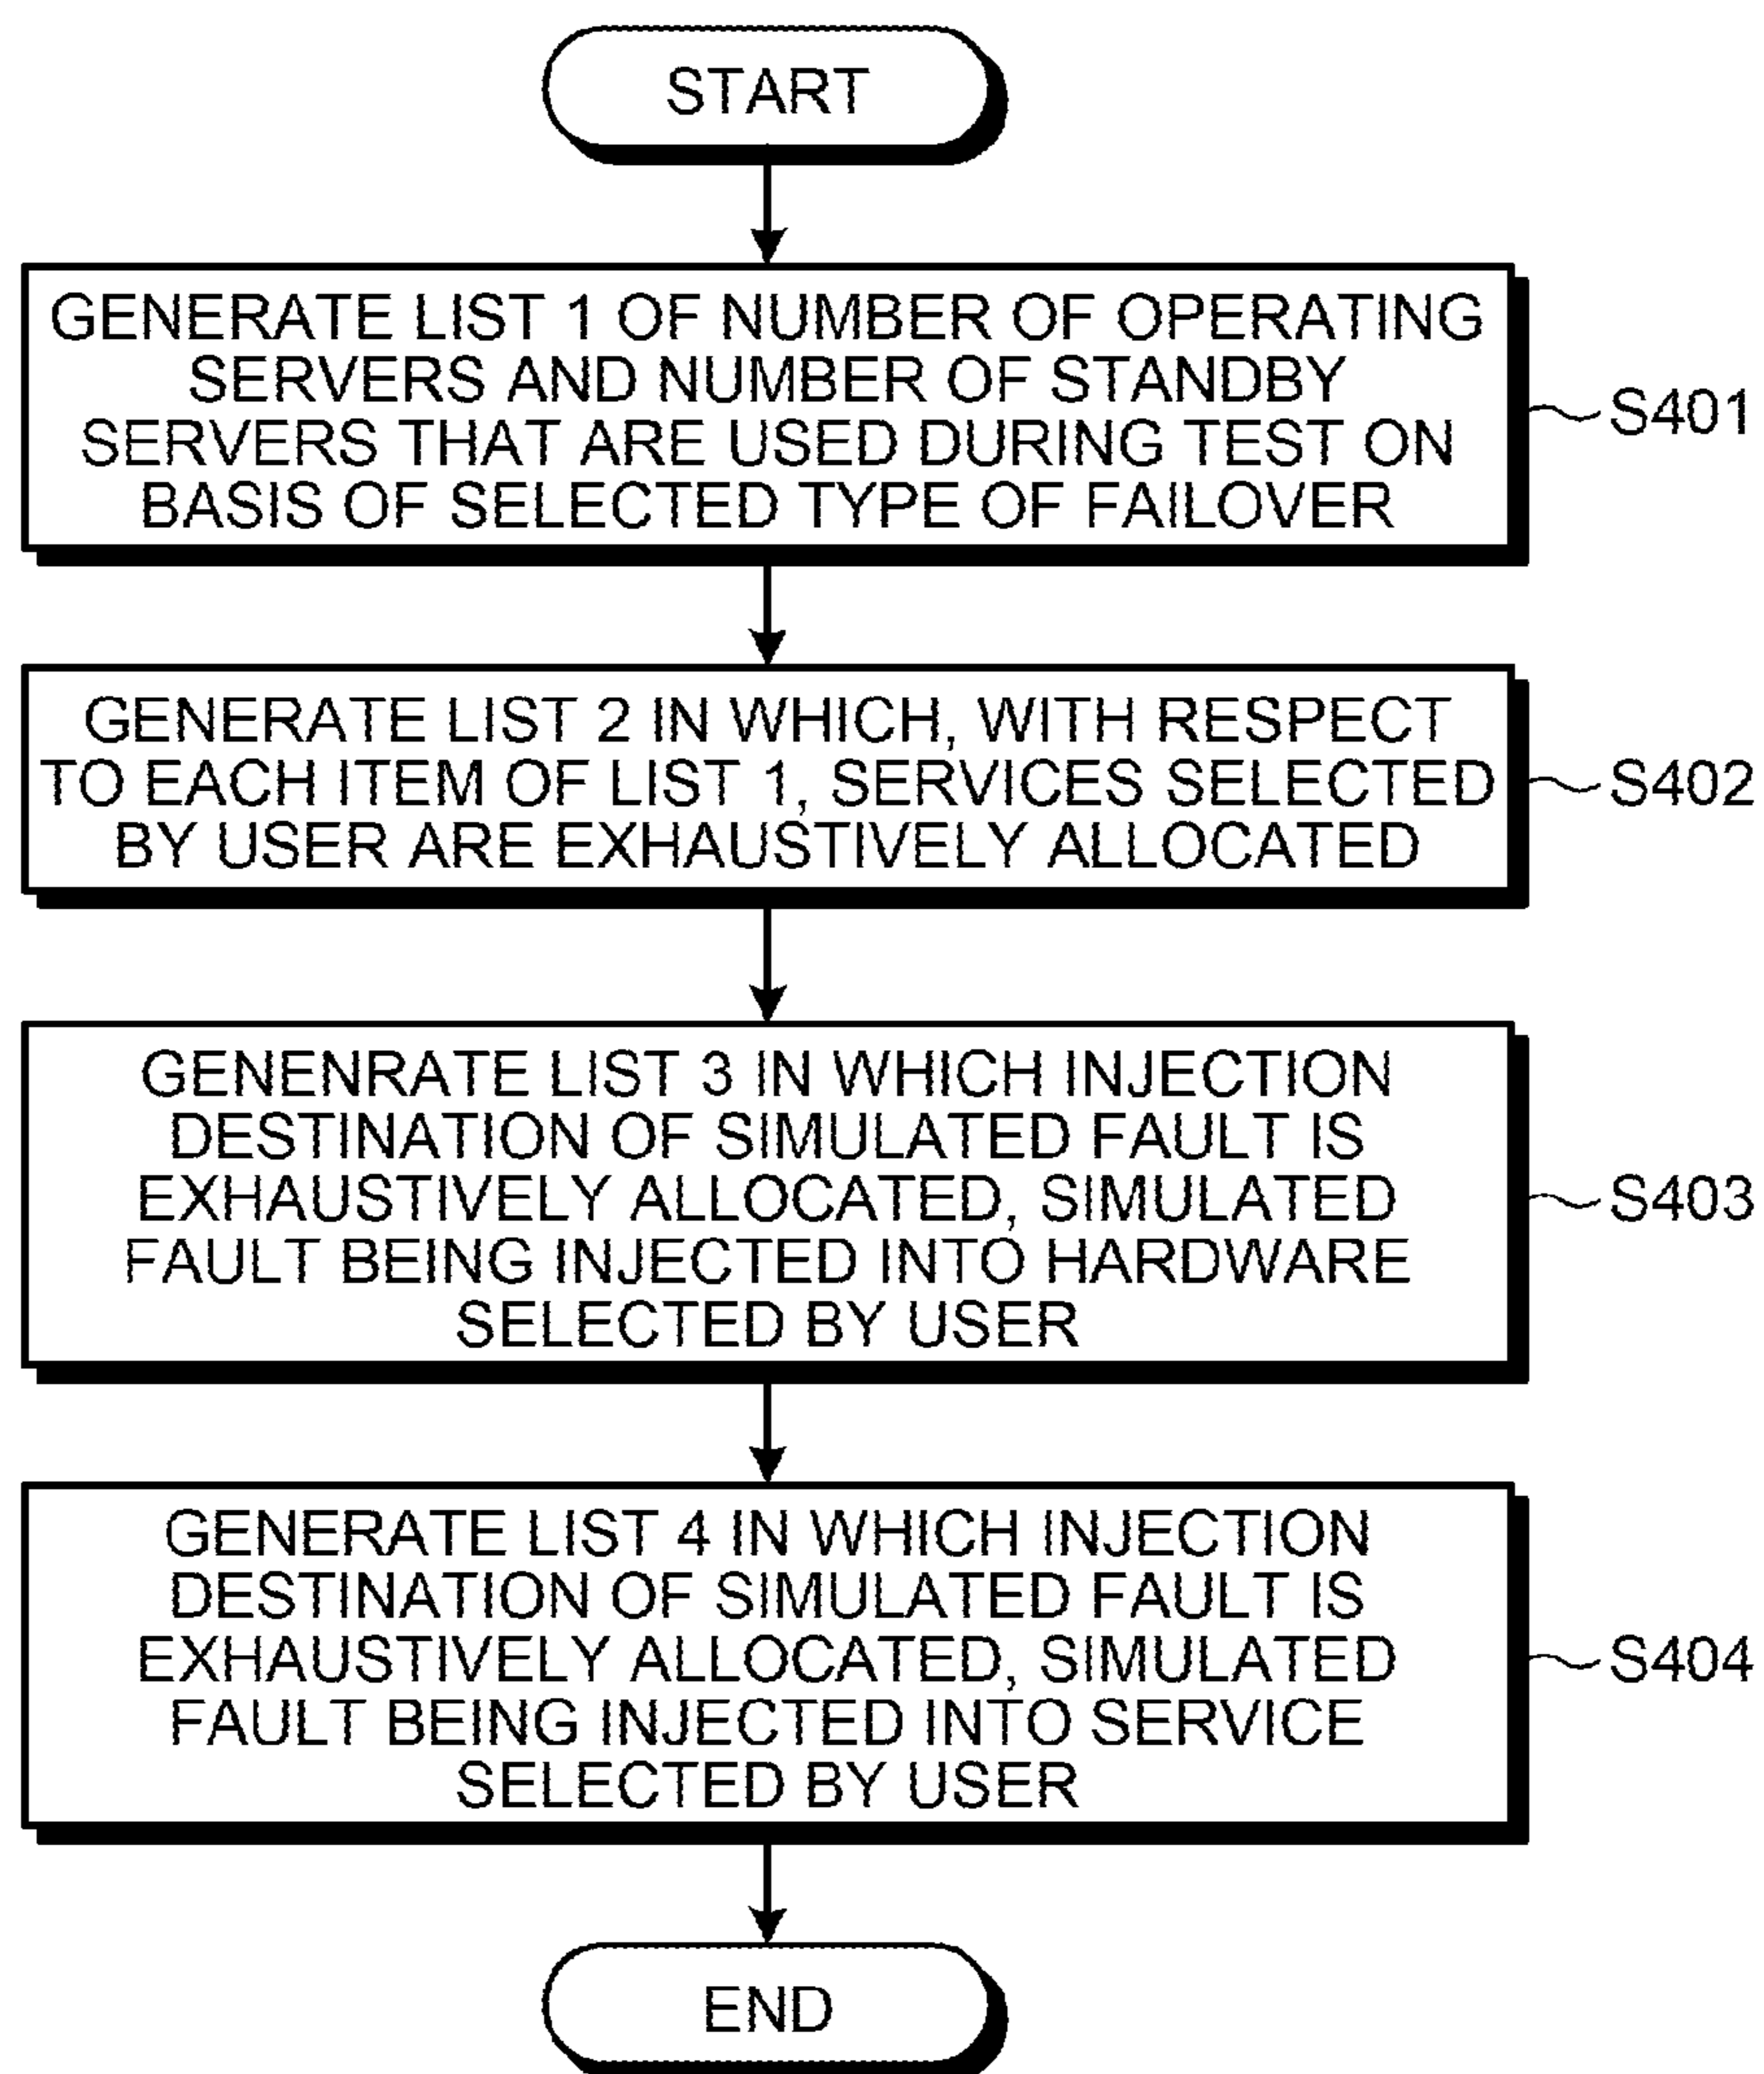 START
GENERATE LIST 1 OF NUMBER OF OPERATING
SERVERS AND NUMBER OF STANDBY
SERVERS THAT ARE USED DURING TEST ON
BASIS OF SELECTED TYPE OF FAILOVER
S401
GENERATE LIST 2 IN WHICH, WITH RESPECT
TO EACH ITEM OF LIST 1, SERVICES SELECTED
BY USER ARE EXHAUSTIVELY ALLOCATED
S402
GENENRATE LIST 3 IN WHICH INJECTION
DESTINATION OF SIMULATED FAULT IS
EXHAUSTIVELY ALLOCATED, SIMULATED
FAULT BEING INJECTED INTO HARDWARE
SELECTED BY USER
S403
GENERATE LIST 4 IN WHICH INJECTION
DESTINATION OF SIMULATED FAULT IS
EXHAUSTIVELY ALLOCATED, SIMULATED
FAULT BEING INJECTED INTO SERVICE
SELECTED BY USER
S404
END